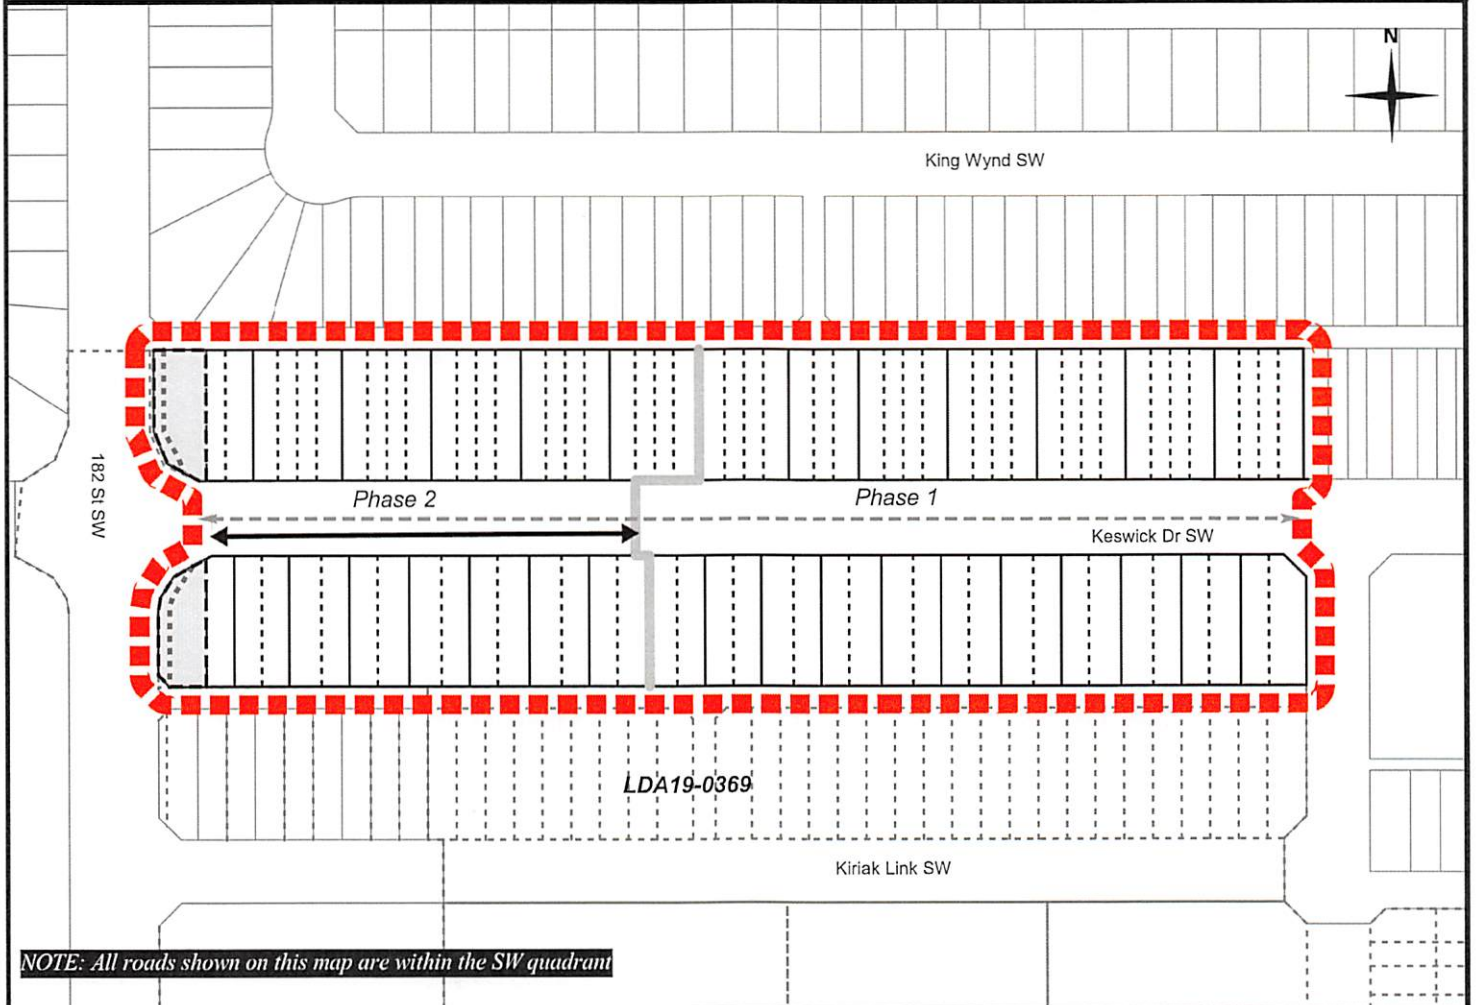 N
King Wynd SW
182 St SW
Phase 2
Phase 1
Keswick Dr SW
LDA19-0369
Kiriak Link SW
NOTE: All roads shown on this map are within the SW quadrant